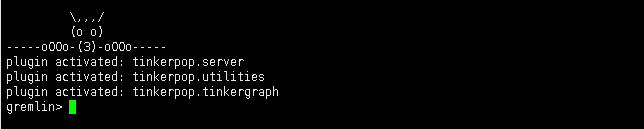 \,,,/
         (o o)
-----oOOo-(3)-oOOo-----
plugin activated: tinkerpop.server
plugin activated: tinkerpop.utilities
plugin activated: tinkerpop.tinkergraph
gremlin>